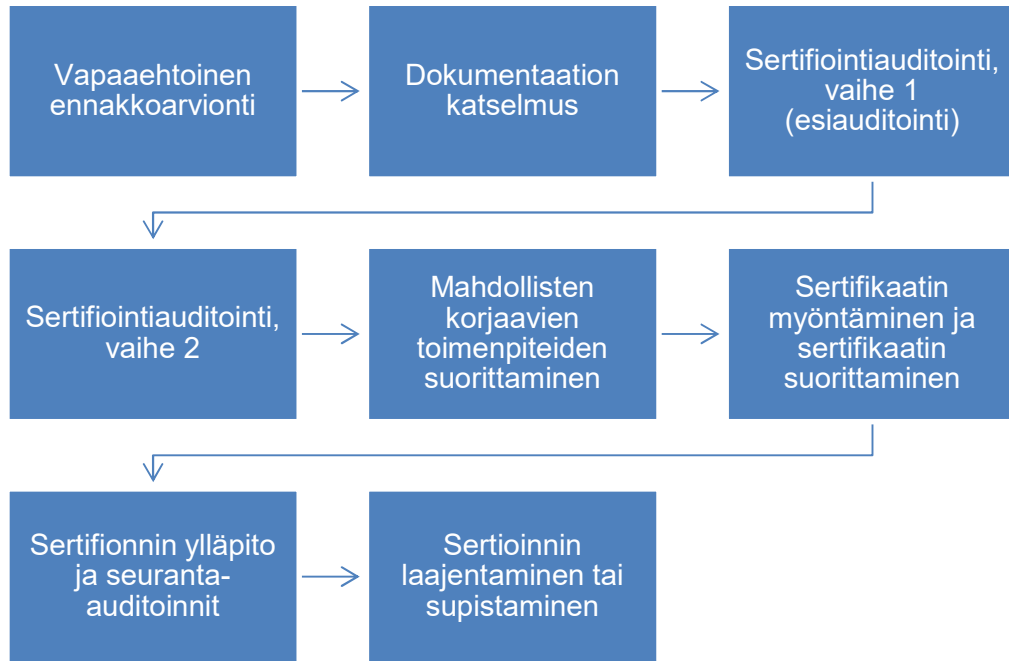 Vapaaehtoinen
ennakkoarvionti
Dokumentaation
katselmus
Sertifiointiauditointi,
vaihe 1
(esiauditointi)
Sertifiointiauditointi,
vaihe 2
Mahdollisten
korjaavien
toimenpiteiden
suorittaminen
Sertifikaatin
myöntäminen ja
sertifikaatin
suorittaminen
Sertifionnin ylläpito
ja seuranta-
auditoinnit
Sertioinnin
laajentaminen tai
supistaminen